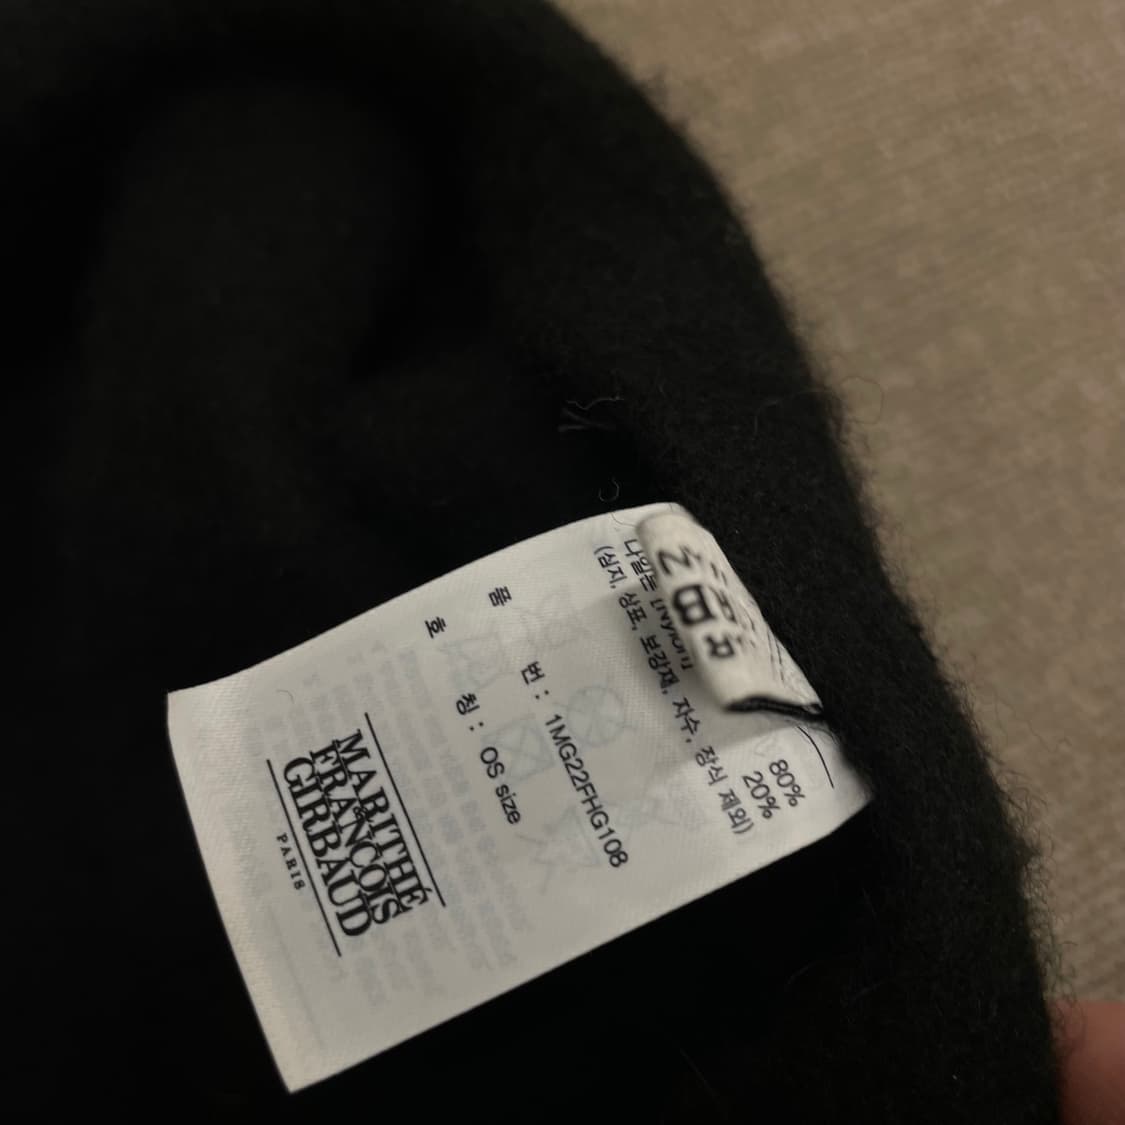 80%
나일론 (Nylon) 20%
(심지, 상표, 보강재, 자수, 장식 제외)
품 번 : 1MG22FHG108
호 칭 : OS size
MARITHÉ
FRANÇOIS
GIRBAUD
PARIS